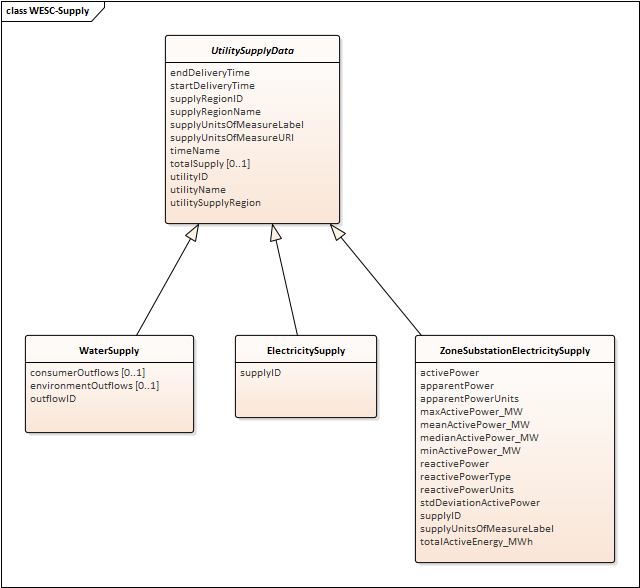 class WESC-Supply
UtilitySupplyData
endDeliveryTime
startDeliveryTime
supplyRegionID
supplyRegionName
supplyUnitsOfMeasureLabel
supplyUnitsOfMeasureURI
timeName
totalSupply [0..1]
utilityID
utilityName
utilitySupplyRegion
WaterSupply
consumerOutflows [0..1]
environmentOutflows [0..1]
outflowID
ElectricitySupply
supplyID
ZoneSubstationElectricitySupply
activePower
apparentPower
apparentPowerUnits
maxActivePower_MW
meanActivePower_MW
medianActivePower_MW
minActivePower_MW
reactivePower
reactivePowerType
reactivePowerUnits
stdDeviationActivePower
supplyID
supplyUnitsOfMeasureLabel
totalActiveEnergy_MWh